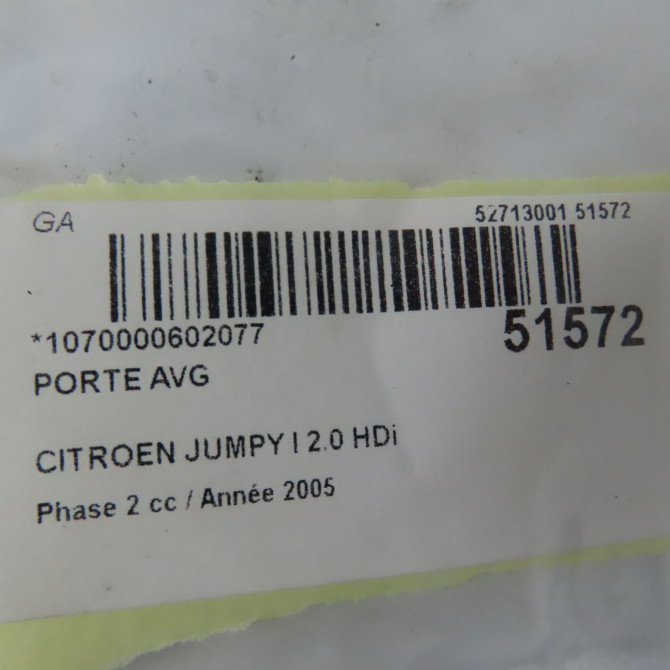 GA
52713001 51572
*1070000602077
51572
PORTE AVG
CITROEN JUMPY I 2.0 HDi
Phase 2 cc / Année 2005